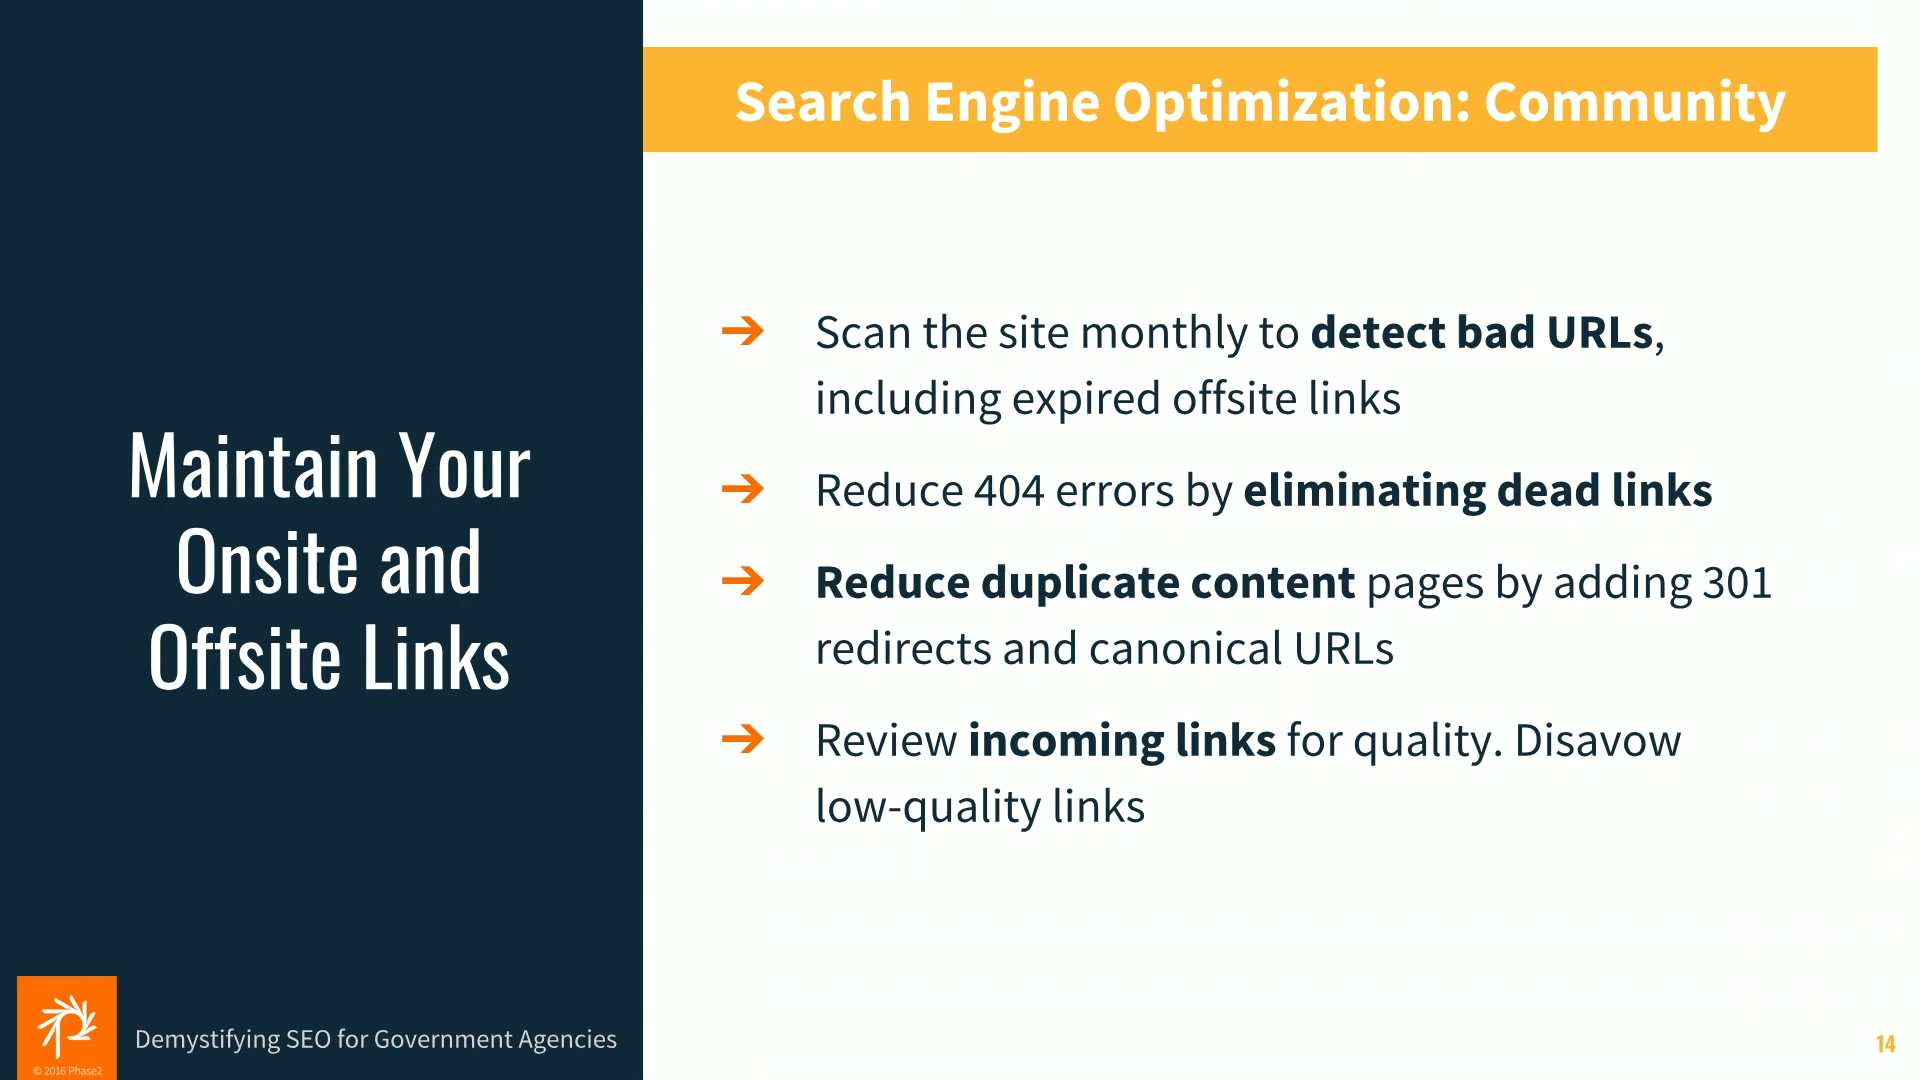 Search Engine Optimization: Community
Maintain Your
Onsite and
Offsite Links
➔ Scan the site monthly to detect bad URLs,
including expired offsite links
➔ Reduce 404 errors by eliminating dead links
➔ Reduce duplicate content pages by adding 301
redirects and canonical URLs
➔ Review incoming links for quality. Disavow
low-quality links
Demystifying SEO for Government Agencies
© 2016 Phase2
14